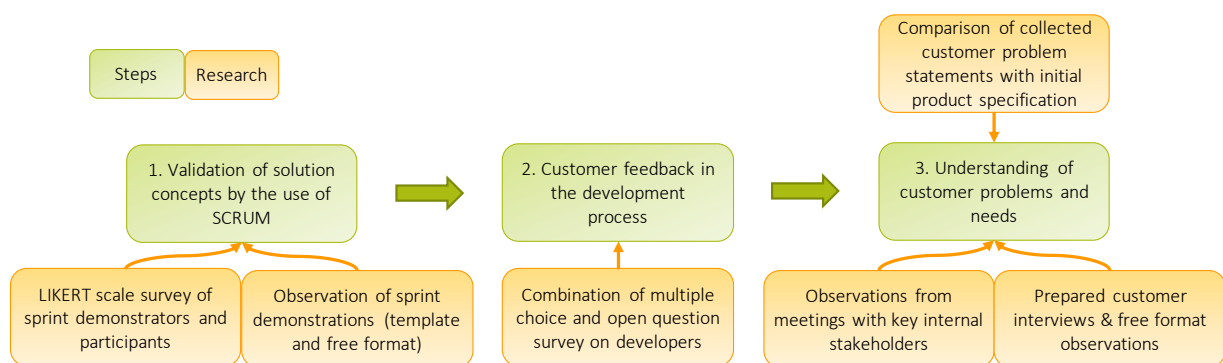 Steps
Research
Comparison of collected
customer problem
statements with initial
product specification
1. Validation of solution
concepts by the use of
SCRUM
2. Customer feedback in
the development
process
3. Understanding of
customer problems and
needs
LIKERT scale survey of
sprint demonstrators and
participants
Observation of sprint
demonstrations (template
and free format)
Combination of multiple
choice and open question
survey on developers
Observations from
meetings with key internal
stakeholders
Prepared customer
interviews & free format
observations